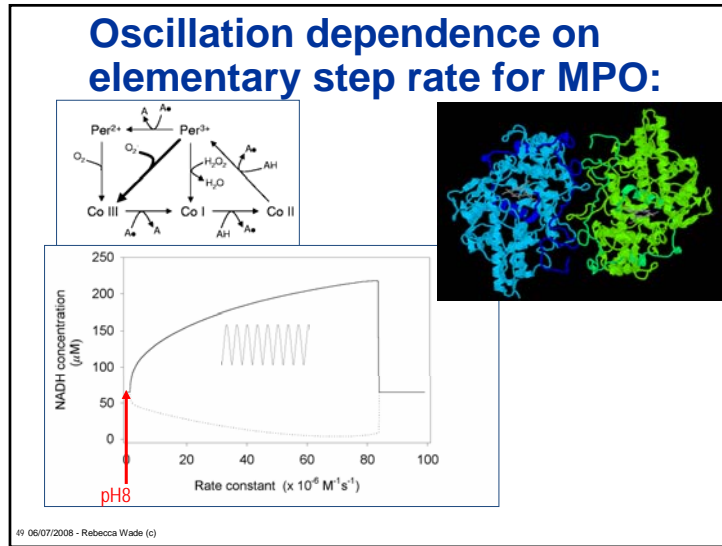 Oscillation dependence on
elementary step rate for MPO:
A A•
Per²⁺ Per³⁺
O₂ O₂⁻ H₂O₂ A•
H₂O AH
Co III Co I Co II
A• A AH A•
250
200
150
100
50
0
NADH concentration
(μM)
0 20 40 60 80 100
pH8
Rate constant (x 10⁻⁶ M⁻¹s⁻¹)
49 06/07/2008 - Rebecca Wade (c)